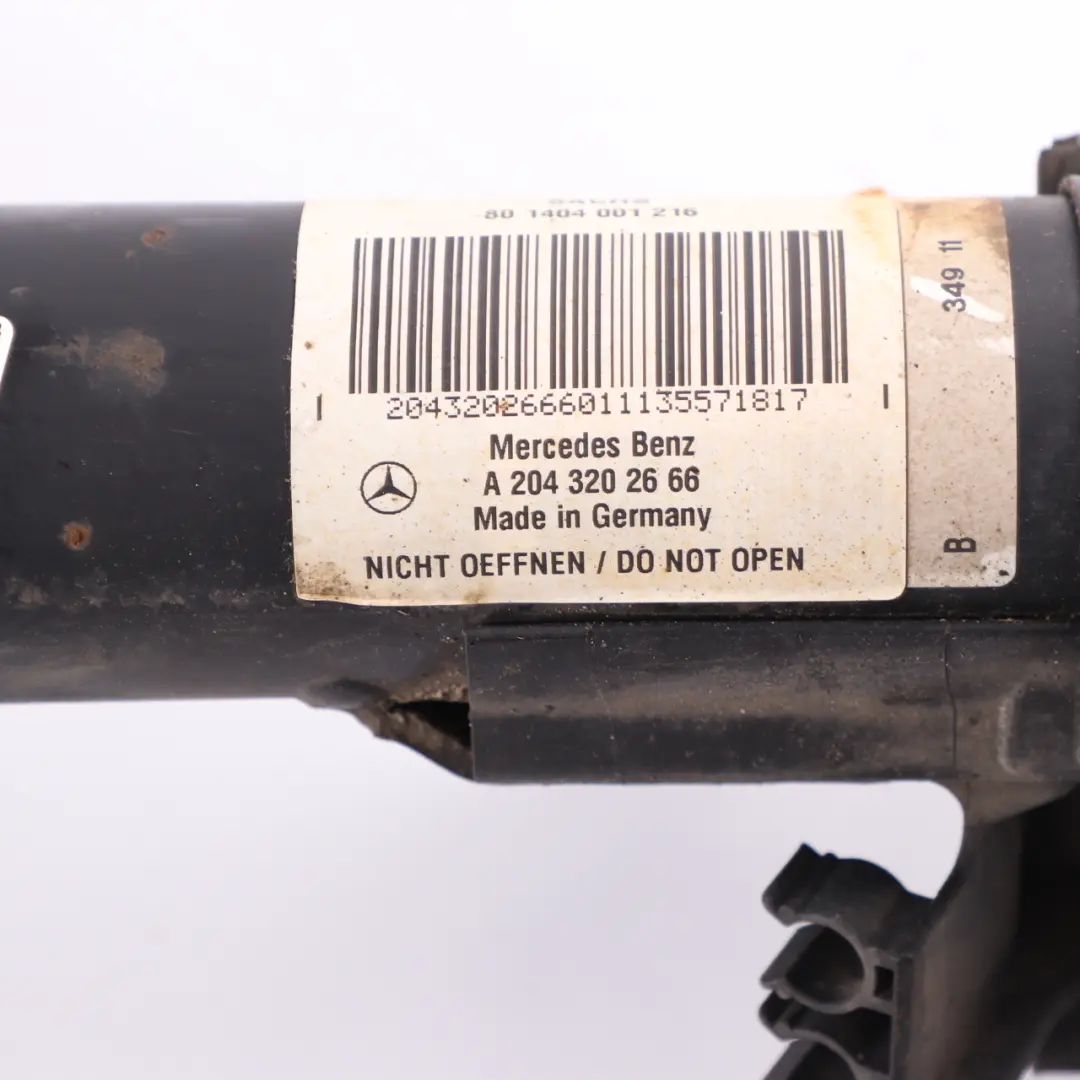 80 1404 001 216
2043202666011135571817
Mercedes Benz
A 204 320 26 66
Made in Germany
NICHT OEFFNEN / DO NOT OPEN
349 11
B